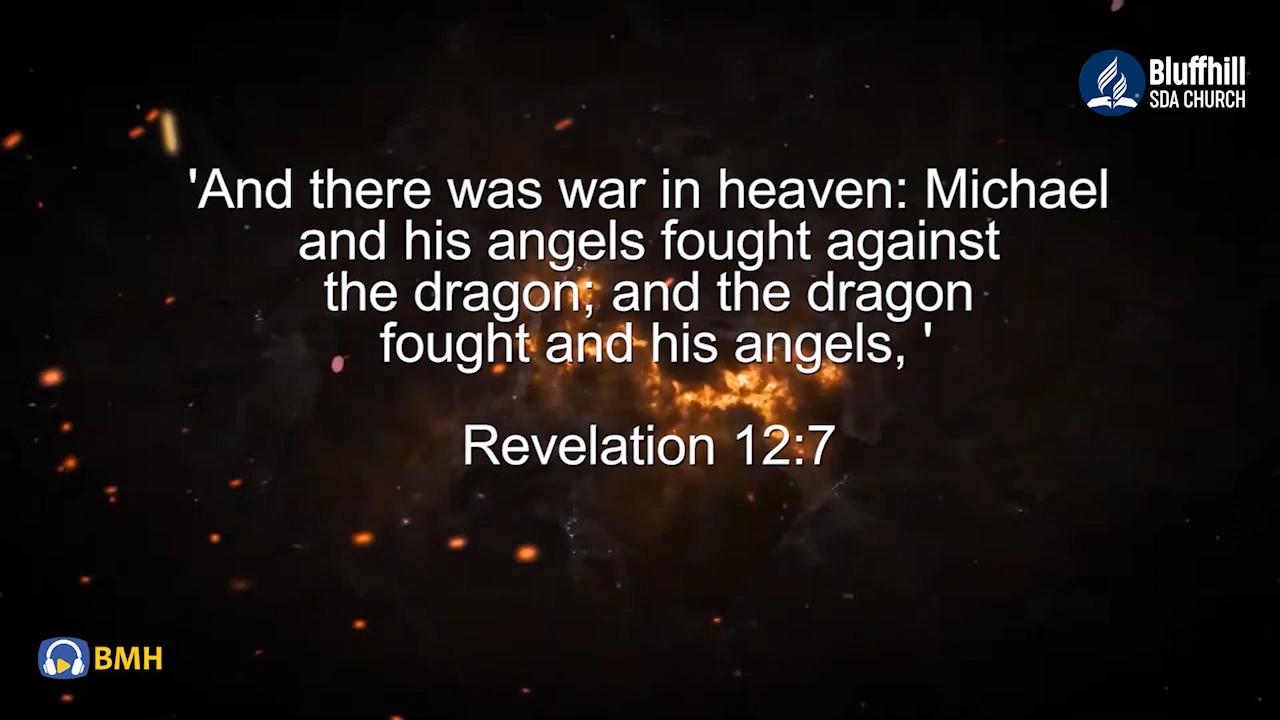 Bluffhill
SDA CHURCH
'And there was war in heaven: Michael
and his angels fought against
the dragon; and the dragon
fought and his angels, '
Revelation 12:7
BMH